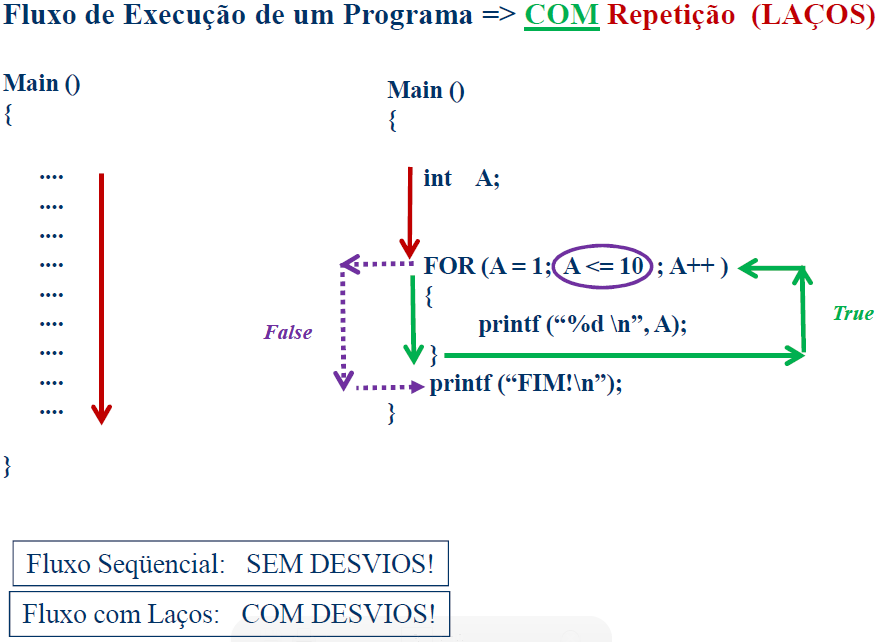 Fluxo de Execução de um Programa => COM Repetição (LAÇOS)
Main ()
{
....
....
....
....
....
....
....
....
....
}
Main ()
{
int A;
FOR (A = 1; A <= 10 ; A++ )
{
printf (“%d \n”, A);
}
printf (“FIM!\n”);
}
False
True
Fluxo Seqüencial: SEM DESVIOS!
Fluxo com Laços: COM DESVIOS!